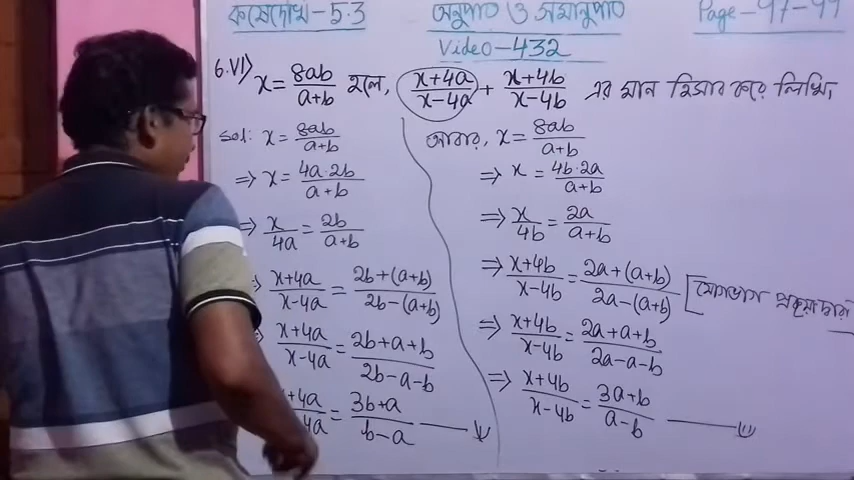 কষে দেখি - 5.3 অনুপাত ও সমানুপাত Page-97-99
Video-432
6.VI) x = 8ab/a+b হলে, x+4a/x-4a + x+4b/x-4b এর মান হিসাব করে লিখি,
sol: x = 8ab/a+b
⇒ x = 4a·2b/a+b
⇒ x/4a = 2b/a+b
⇒ x+4a/x-4a = 2b+(a+b)/2b-(a+b)
⇒ x+4a/x-4a = 2b+a+b/2b-a-b
x+4a/x-4a = 3b+a/b-a —— i)
আবার, x = 8ab/a+b
⇒ x = 4b·2a/a+b
⇒ x/4b = 2a/a+b
⇒ x+4b/x-4b = 2a+(a+b)/2a-(a+b) [যোগভাগ প্রক্রিয়া দ্বারা
⇒ x+4b/x-4b = 2a+a+b/2a-a-b
⇒ x+4b/x-4b = 3a+b/a-b —— ii)